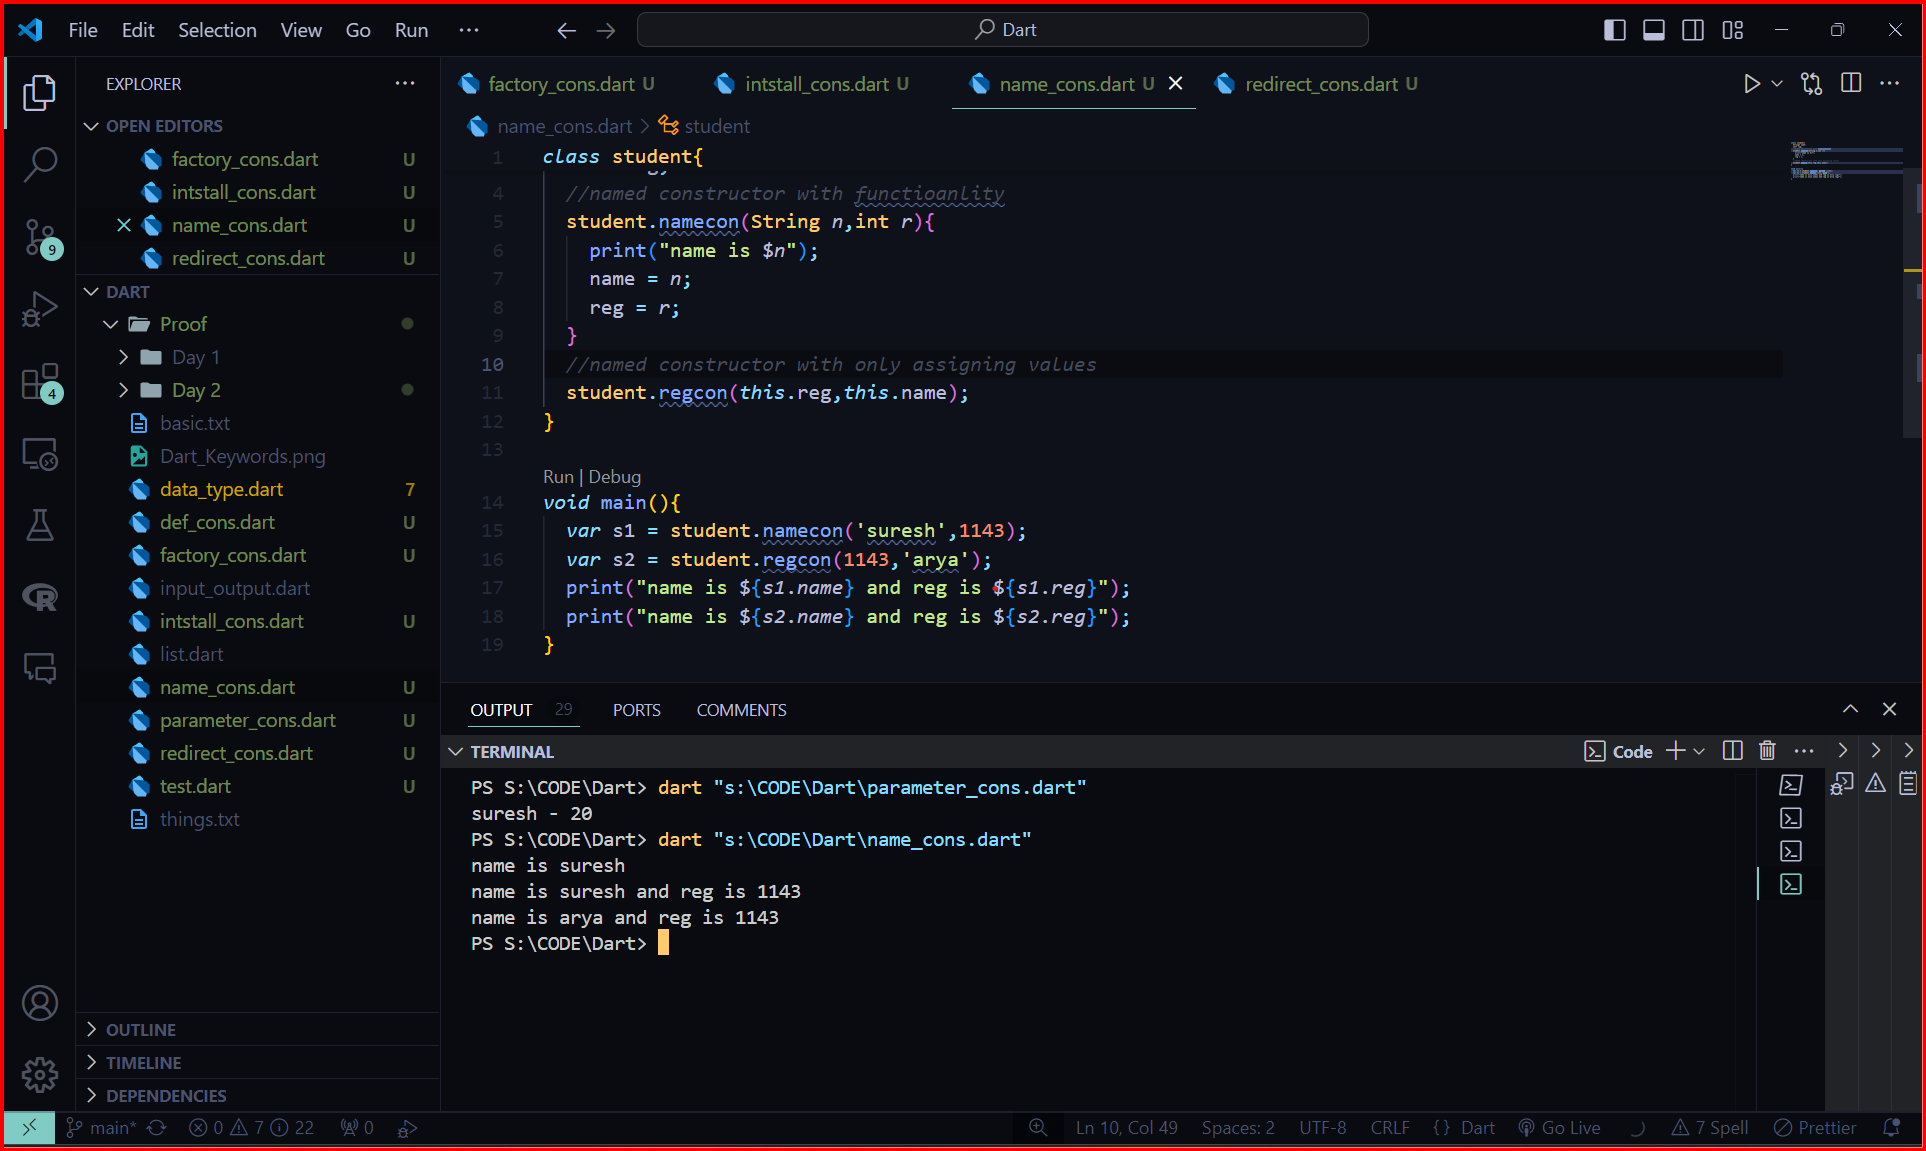 File Edit Selection View Go Run ··· Dart
EXPLORER ···
OPEN EDITORS
factory_cons.dart U
intstall_cons.dart U
name_cons.dart U
redirect_cons.dart U
DART
Proof
Day 1
Day 2
basic.txt
Dart_Keywords.png
data_type.dart 7
def_cons.dart U
factory_cons.dart U
input_output.dart
intstall_cons.dart U
list.dart
name_cons.dart U
parameter_cons.dart U
redirect_cons.dart U
test.dart U
things.txt
OUTLINE
TIMELINE
DEPENDENCIES
9
4
factory_cons.dart U intstall_cons.dart U name_cons.dart U redirect_cons.dart U
name_cons.dart > student
1 class student{
4 //named constructor with functioanlity
5 student.namecon(String n,int r){
6 print("name is $n");
7 name = n;
8 reg = r;
9 }
10 //named constructor with only assigning values
11 student.regcon(this.reg,this.name);
12 }
13
Run | Debug
14 void main(){
15 var s1 = student.namecon('suresh',1143);
16 var s2 = student.regcon(1143,'arya');
17 print("name is ${s1.name} and reg is ${s1.reg}");
18 print("name is ${s2.name} and reg is ${s2.reg}");
19 }
OUTPUT 29 PORTS COMMENTS
TERMINAL Code
PS S:\CODE\Dart> dart "s:\CODE\Dart\parameter_cons.dart"
suresh - 20
PS S:\CODE\Dart> dart "s:\CODE\Dart\name_cons.dart"
name is suresh
name is suresh and reg is 1143
name is arya and reg is 1143
PS S:\CODE\Dart>
main* 0 7 22 0 Ln 10, Col 49 Spaces: 2 UTF-8 CRLF {} Dart Go Live 7 Spell Prettier